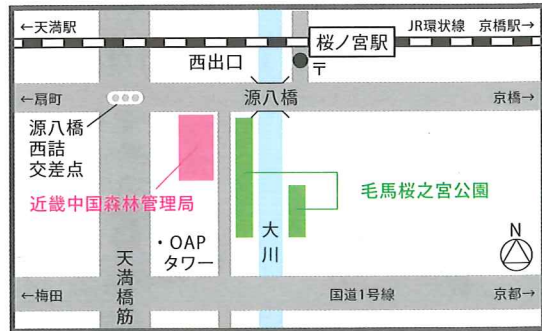 ←天満駅
JR環状線 京橋駅→
桜ノ宮駅
西出口
〒
←扇町
源八橋
京橋→
源八橋
西詰
交差点
近畿中国森林管理局
毛馬桜之宮公園
N
・OAP
タワー
大川
天満橋筋
←梅田
国道1号線
京都→